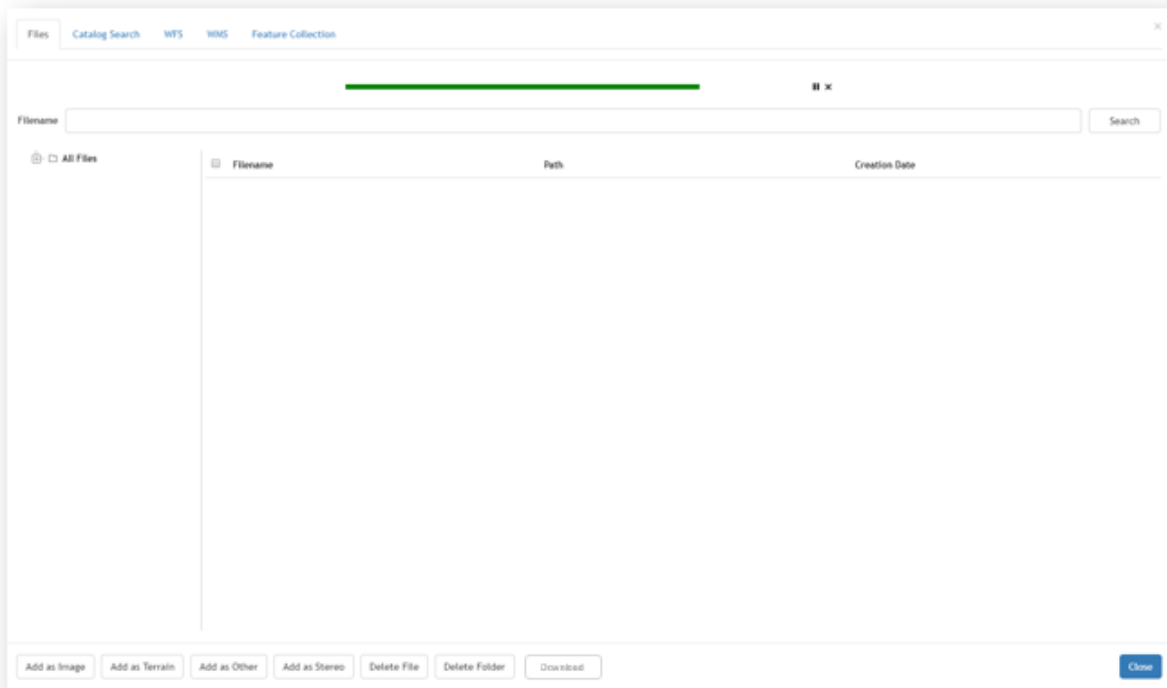 Files Catalog Search WFS WMS Feature Collection ×
Filename Search
All Files
Filename Path Creation Date
Add as Image Add as Terrain Add as Other Add as Stereo Delete File Delete Folder Download Close